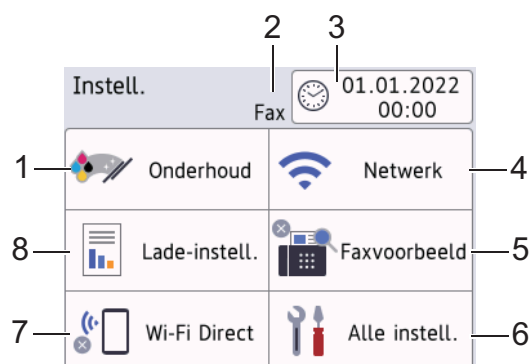 2 3
Instell. 01.01.2022
Fax 00:00
1 Onderhoud Netwerk 4
8 Lade-instell. Faxvoorbeeld 5
7 Wi-Fi Direct Alle instell. 6